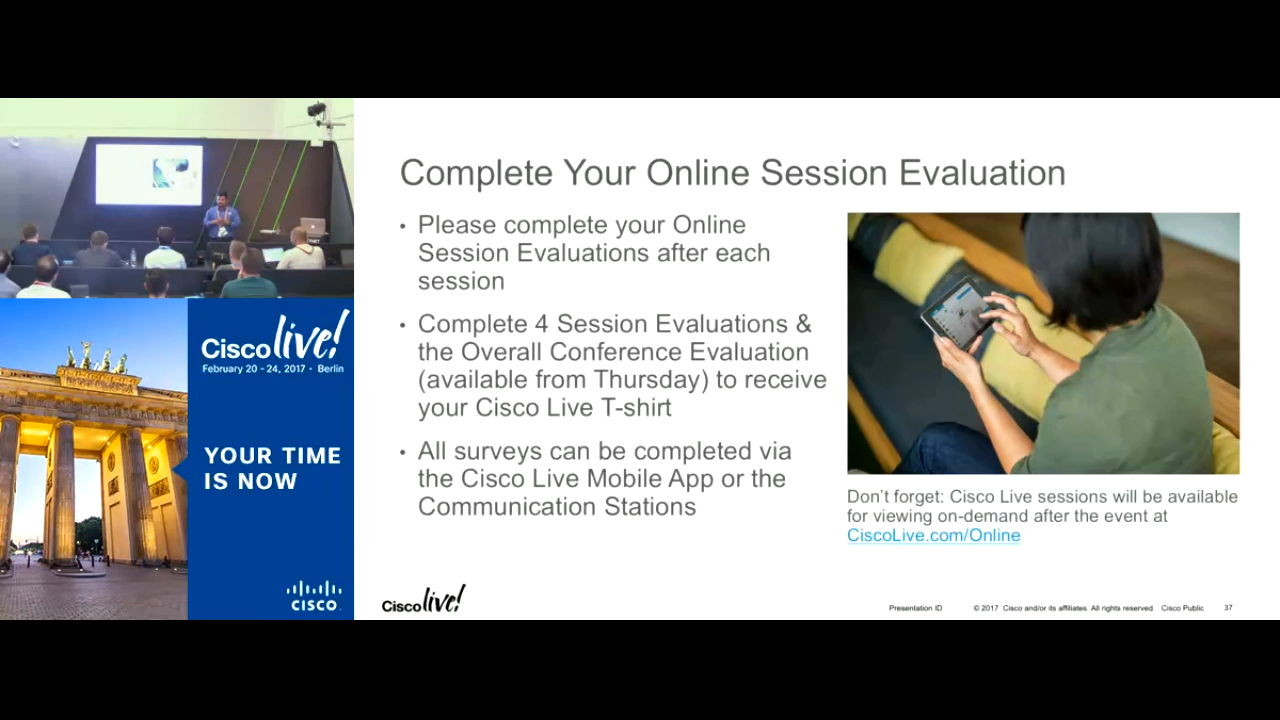 Complete Your Online Session Evaluation
• Please complete your Online
Session Evaluations after each
session
• Complete 4 Session Evaluations &
the Overall Conference Evaluation
(available from Thursday) to receive
your Cisco Live T-shirt
• All surveys can be completed via
the Cisco Live Mobile App or the
Communication Stations
Don't forget: Cisco Live sessions will be available
for viewing on-demand after the event at
CiscoLive.com/Online
Cisco live!
February 20 - 24, 2017 • Berlin
YOUR TIME
IS NOW
CISCO.
Cisco live!
Presentation ID
© 2017 Cisco and/or its affiliates. All rights reserved. Cisco Public
37